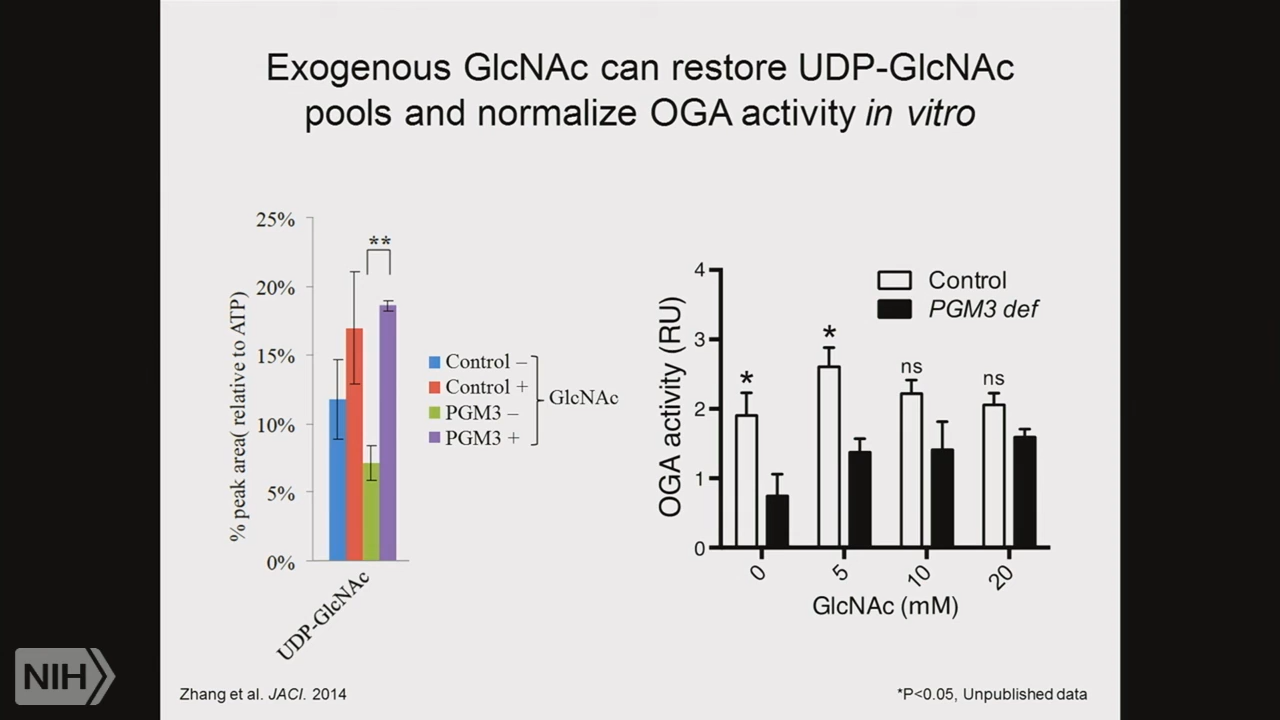 Exogenous GlcNAc can restore UDP-GlcNAc
pools and normalize OGA activity in vitro
25%
20%
15%
10%
5%
0%
% peak area( relative to ATP)
**
UDP-GlcNAc
Control –
Control +
PGM3 –
PGM3 +
GlcNAc
4
3
2
1
0
OGA activity (RU)
Control
PGM3 def
*
*
ns
ns
0
5
10
20
GlcNAc (mM)
NIH
Zhang et al. JACI. 2014
*P<0.05, Unpublished data